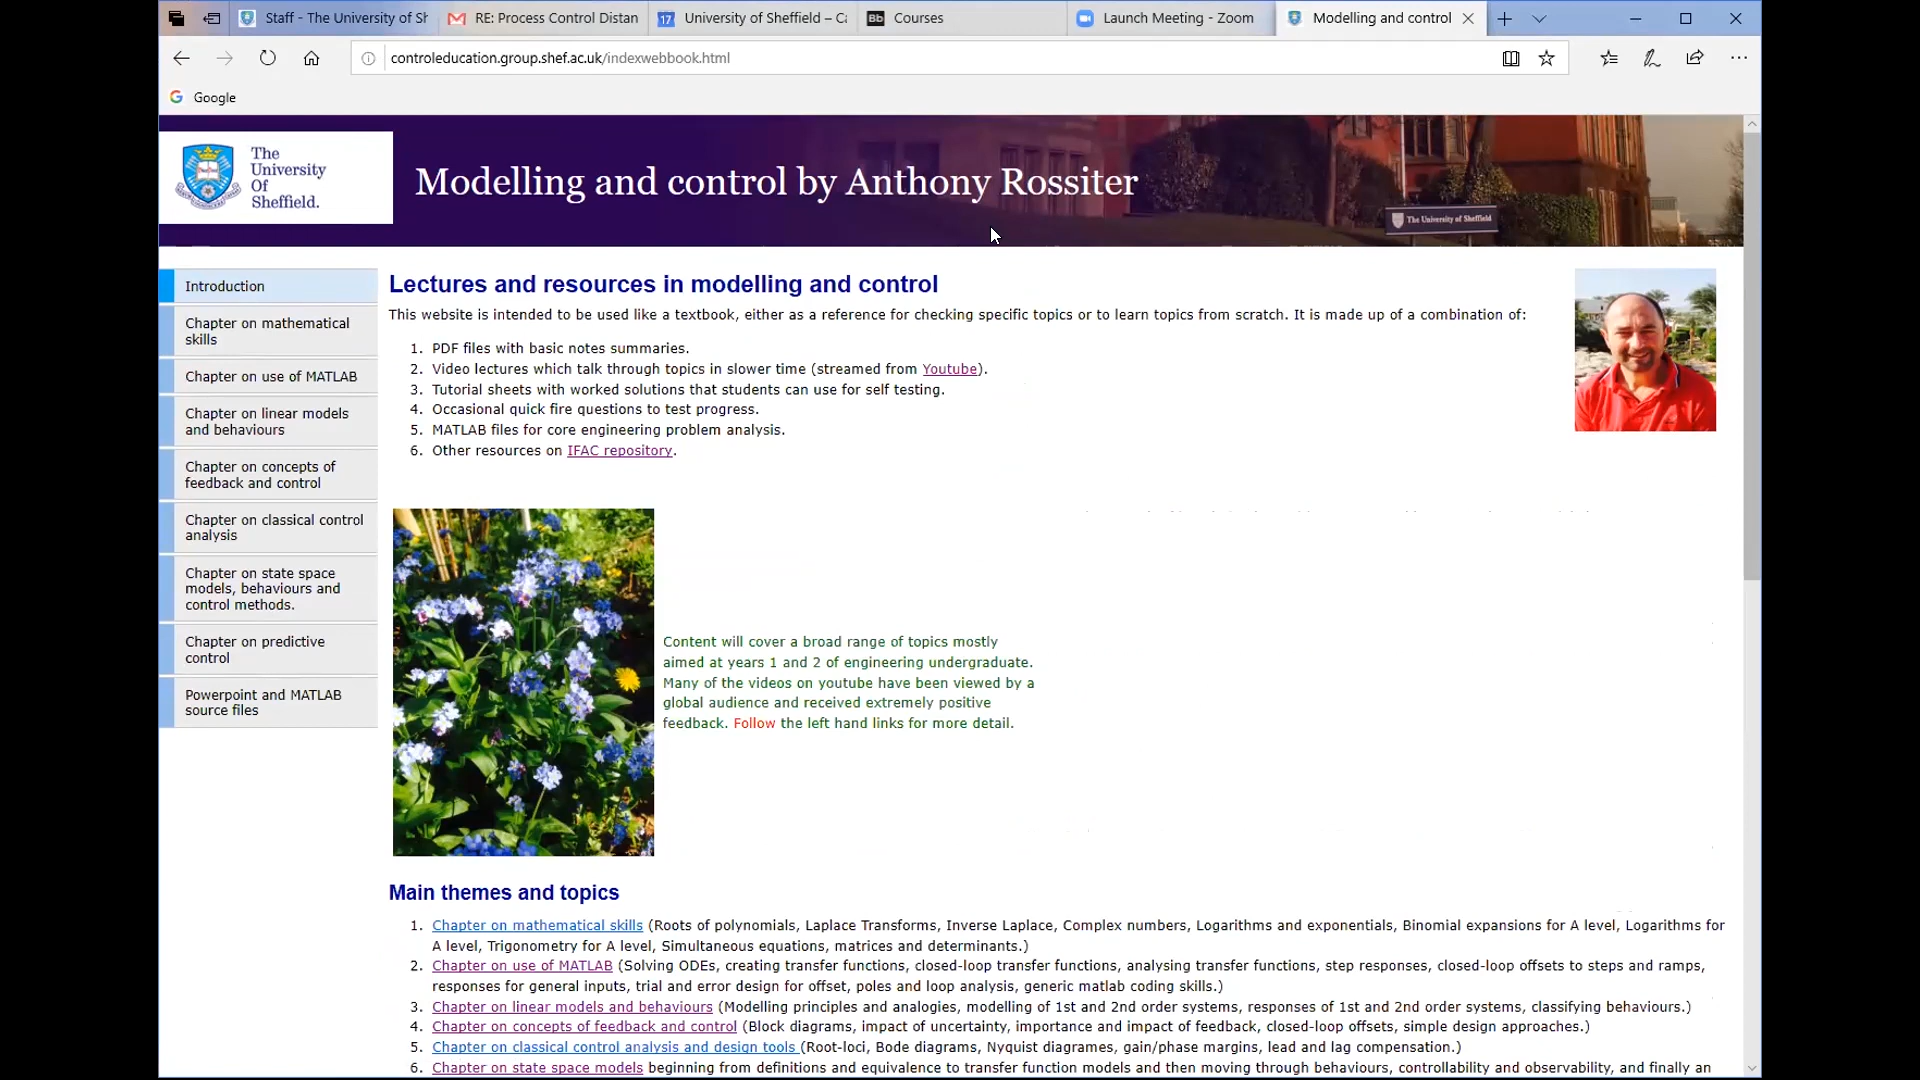 Staff - The University of Sh
RE: Process Control Distan
17
University of Sheffield – Ca
Bb
Courses
Launch Meeting - Zoom
Modelling and control
controleducation.group.shef.ac.uk/indexwebbook.html
Google
The
University
Of
Sheffield.
Modelling and control by Anthony Rossiter
The University of Sheffield
Introduction
Chapter on mathematical
skills
Chapter on use of MATLAB
Chapter on linear models
and behaviours
Chapter on concepts of
feedback and control
Chapter on classical control
analysis
Chapter on state space
models, behaviours and
control methods.
Chapter on predictive
control
Powerpoint and MATLAB
source files
Lectures and resources in modelling and control
This website is intended to be used like a textbook, either as a reference for checking specific topics or to learn topics from scratch. It is made up of a combination of:
1. PDF files with basic notes summaries.
2. Video lectures which talk through topics in slower time (streamed from Youtube).
3. Tutorial sheets with worked solutions that students can use for self testing.
4. Occasional quick fire questions to test progress.
5. MATLAB files for core engineering problem analysis.
6. Other resources on IFAC repository.
Content will cover a broad range of topics mostly
aimed at years 1 and 2 of engineering undergraduate.
Many of the videos on youtube have been viewed by a
global audience and received extremely positive
feedback. Follow the left hand links for more detail.
Main themes and topics
1. Chapter on mathematical skills (Roots of polynomials, Laplace Transforms, Inverse Laplace, Complex numbers, Logarithms and exponentials, Binomial expansions for A level, Logarithms for
A level, Trigonometry for A level, Simultaneous equations, matrices and determinants.)
2. Chapter on use of MATLAB (Solving ODEs, creating transfer functions, closed-loop transfer functions, analysing transfer functions, step responses, closed-loop offsets to steps and ramps,
responses for general inputs, trial and error design for offset, poles and loop analysis, generic matlab coding skills.)
3. Chapter on linear models and behaviours (Modelling principles and analogies, modelling of 1st and 2nd order systems, responses of 1st and 2nd order systems, classifying behaviours.)
4. Chapter on concepts of feedback and control (Block diagrams, impact of uncertainty, importance and impact of feedback, closed-loop offsets, simple design approaches.)
5. Chapter on classical control analysis and design tools (Root-loci, Bode diagrams, Nyquist diagrames, gain/phase margins, lead and lag compensation.)
6. Chapter on state space models beginning from definitions and equivalence to transfer function models and then moving through behaviours, controllability and observability, and finally an